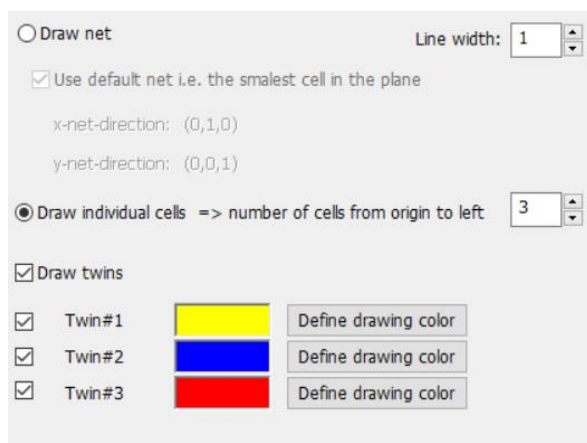 Draw net
Line width: 1
Use default net i.e. the smalest cell in the plane
x-net-direction: (0,1,0)
y-net-direction: (0,0,1)
Draw individual cells => number of cells from origin to left 3
Draw twins
Twin#1 Define drawing color
Twin#2 Define drawing color
Twin#3 Define drawing color